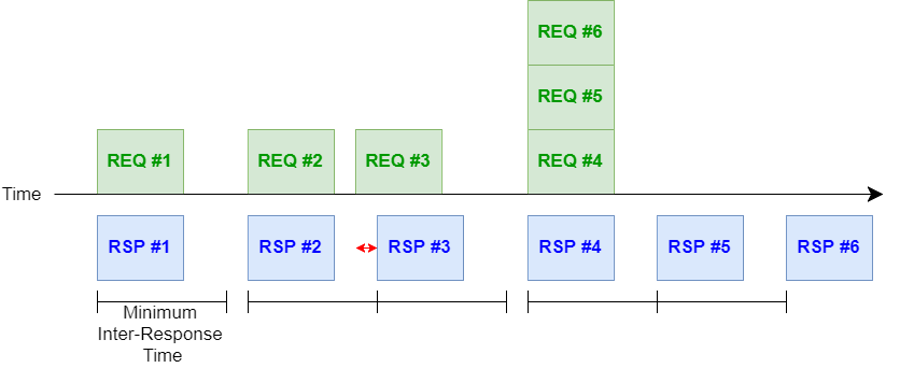 REQ #6
REQ #5
REQ #1
REQ #2
REQ #3
REQ #4
Time
RSP #1
RSP #2
RSP #3
RSP #4
RSP #5
RSP #6
Minimum
Inter-Response
Time